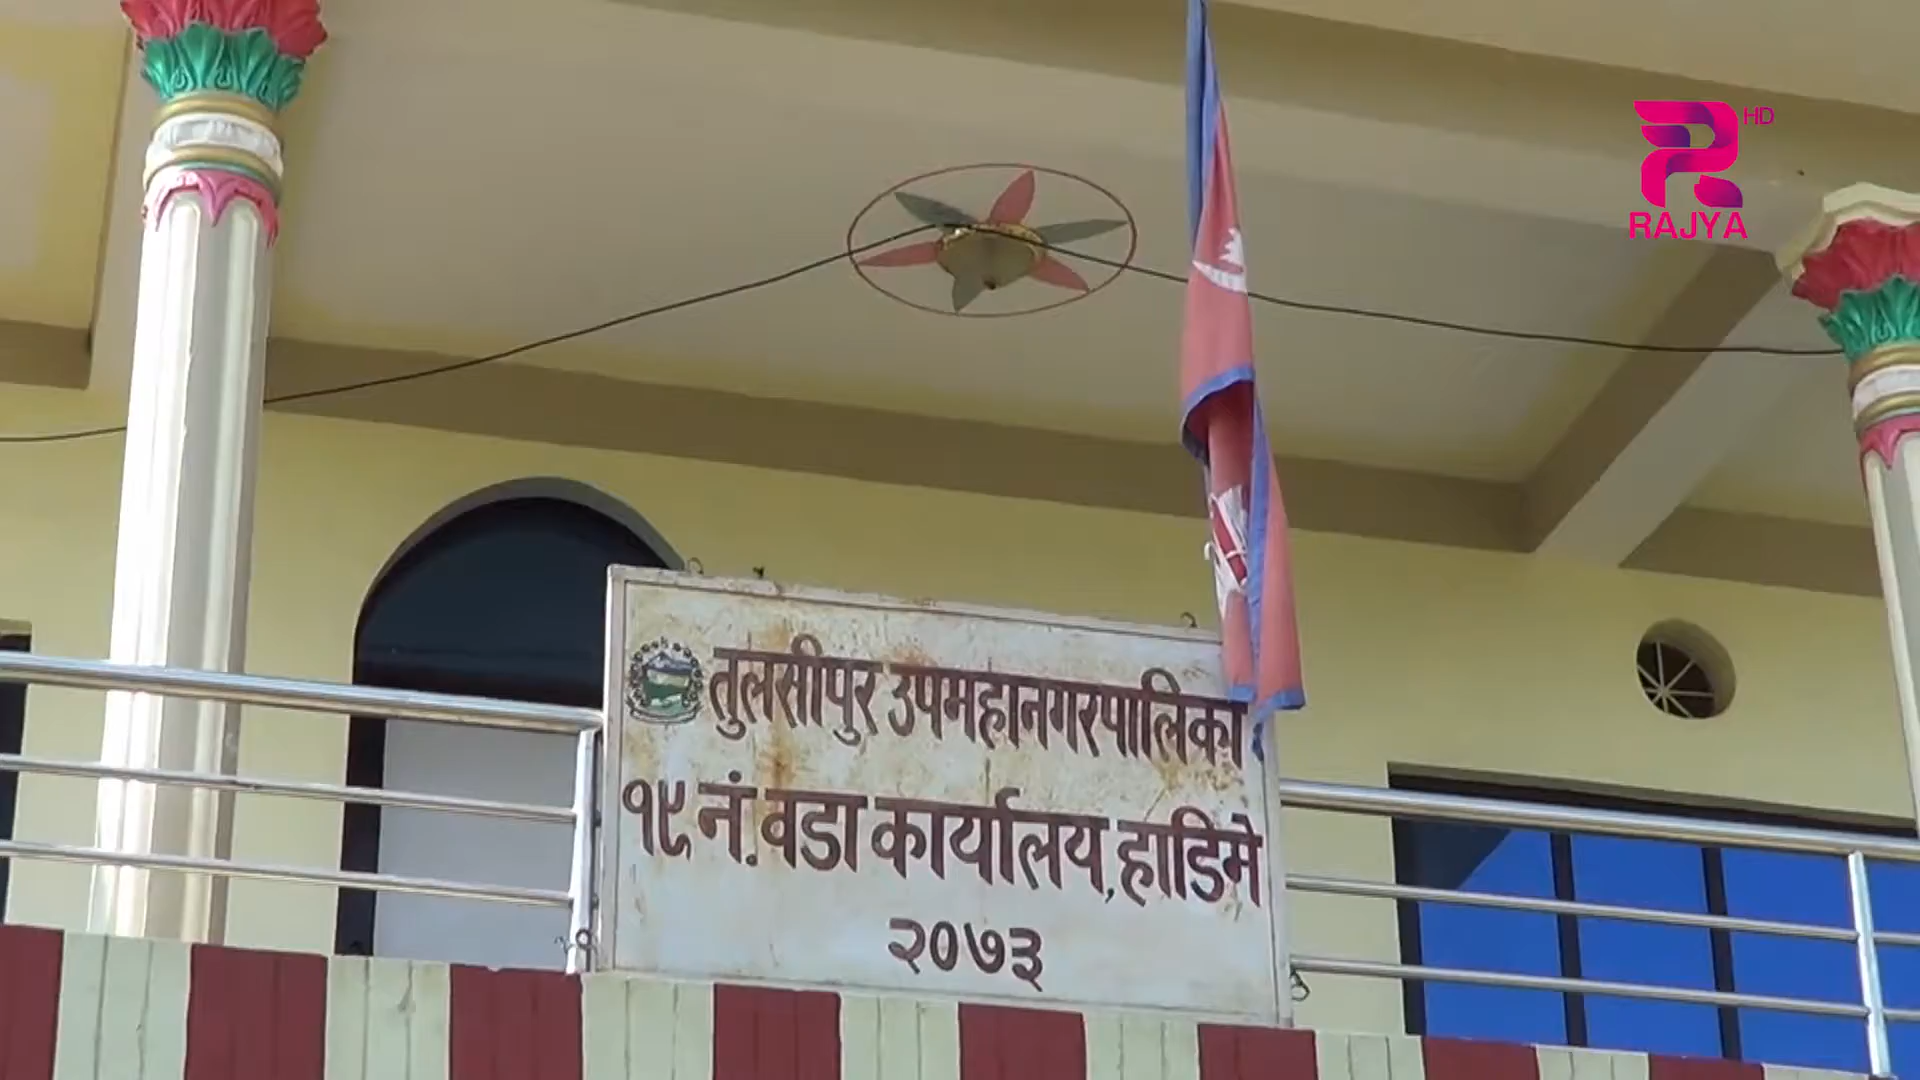 HD
RAJYA
तुलसीपुर उपमहानगरपालिका
१९ नं. वडा कार्यालय, हाडिमे
२०७३